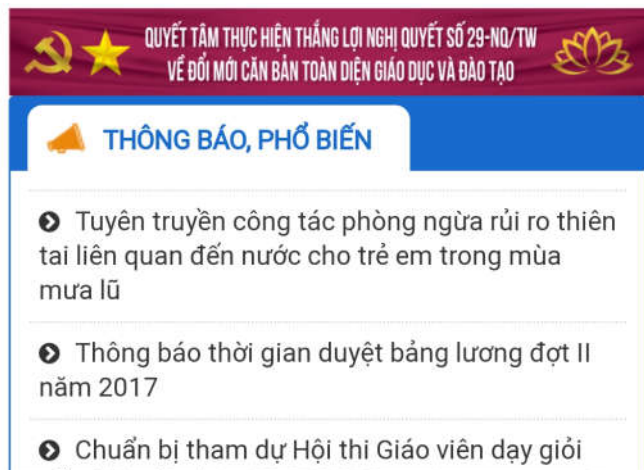 QUYẾT TÂM THỰC HIỆN THẮNG LỢI NGHỊ QUYẾT SỐ 29-NQ/TW
VỀ ĐỔI MỚI CĂN BẢN TOÀN DIỆN GIÁO DỤC VÀ ĐÀO TẠO
THÔNG BÁO, PHỔ BIẾN
Tuyên truyền công tác phòng ngừa rủi ro thiên
tai liên quan đến nước cho trẻ em trong mùa
mưa lũ
Thông báo thời gian duyệt bảng lương đợt II
năm 2017
Chuẩn bị tham dự Hội thi Giáo viên dạy giỏi